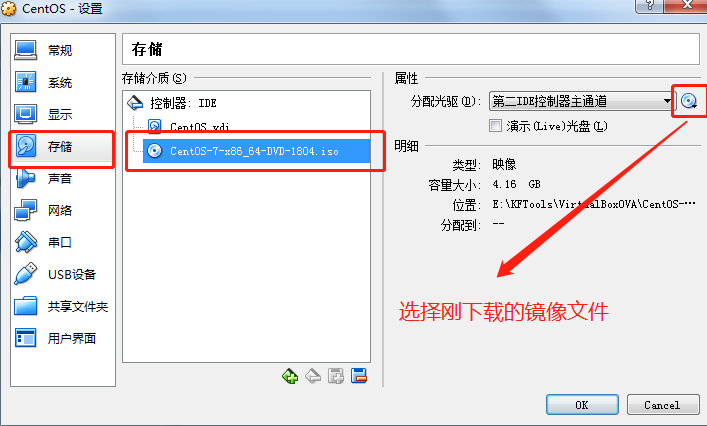 CentOS - 设置
常规
系统
显示
存储
声音
网络
串口
USB设备
共享文件夹
用户界面
存储
存储介质(S)
控制器: IDE
CentOS.vdi
CentOS-7-x86_64-DVD-1804.iso
属性
分配光驱(D): 第二IDE控制器主通道
演示(Live)光盘(L)
明细
类型: 映像
容量大小: 4.16 GB
位置: E:\KFTools\VirtualBoxOVA\CentOS-···
分配到: --
选择刚下载的镜像文件
OK
Cancel